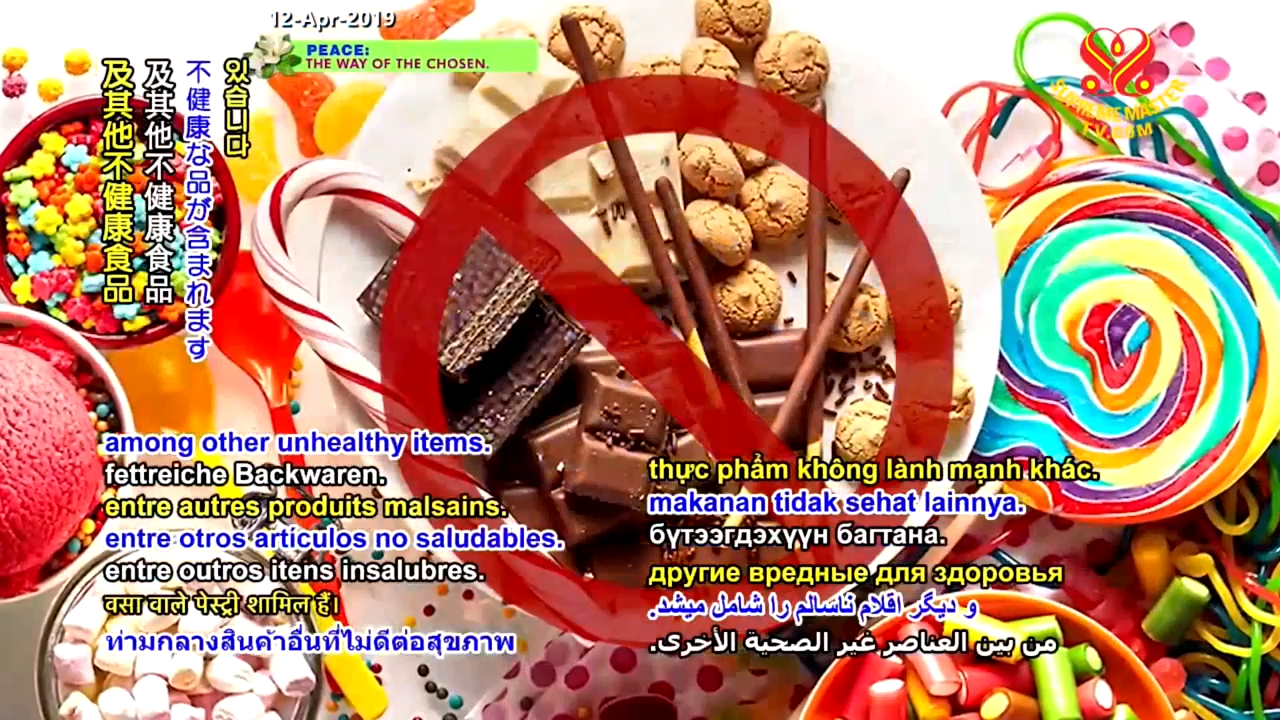 12-Apr-2019
PEACE:
THE WAY OF THE CHOSEN.
SUPREME MASTER
TV.COM
있습니다
不健康な品が含まれます
及其他不健康食品
及其他不健康食品
among other unhealthy items.
fettreiche Backwaren.
entre autres produits malsains.
entre otros artículos no saludables.
entre outros itens insalubres.
वसा वाले पेस्ट्री शामिल हैं।
ท่ามกลางสินค้าอื่นที่ไม่ดีต่อสุขภาพ
thực phẩm không lành mạnh khác.
makanan tidak sehat lainnya.
бүтээгдэхүүн багтана.
другие вредные для здоровья
و دیگر اقلام ناسالم را شامل میشد.
من بين العناصر غير الصحية الأخرى.